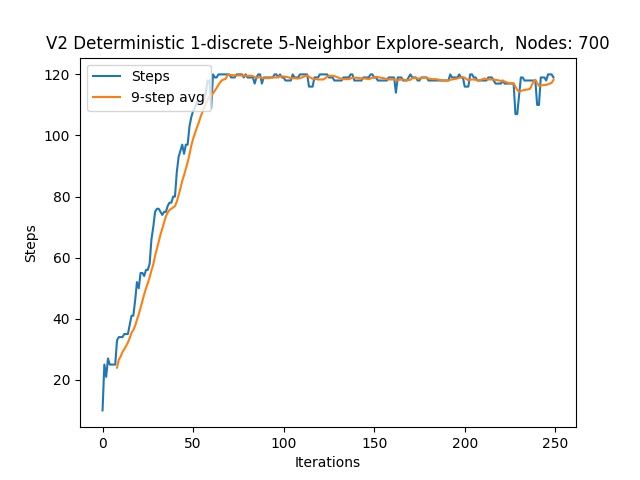 V2 Deterministic 1-discrete 5-Neighbor Explore-search,  Nodes: 700
Steps
9-step avg
120
100
80
60
40
20
Steps
0
50
100
150
200
250
Iterations